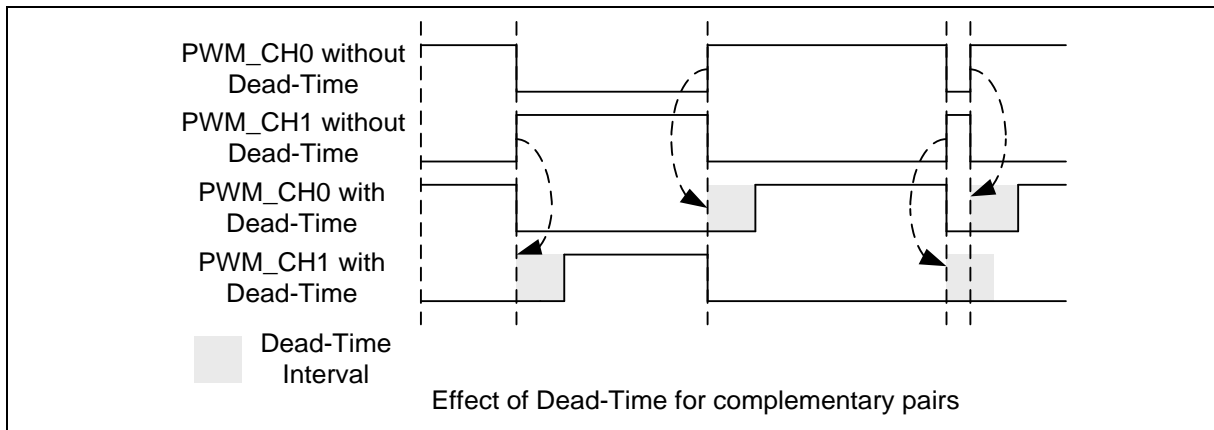 PWM_CH0 without
Dead-Time
PWM_CH1 without
Dead-Time
PWM_CH0 with
Dead-Time
PWM_CH1 with
Dead-Time
Dead-Time
Interval
Effect of Dead-Time for complementary pairs